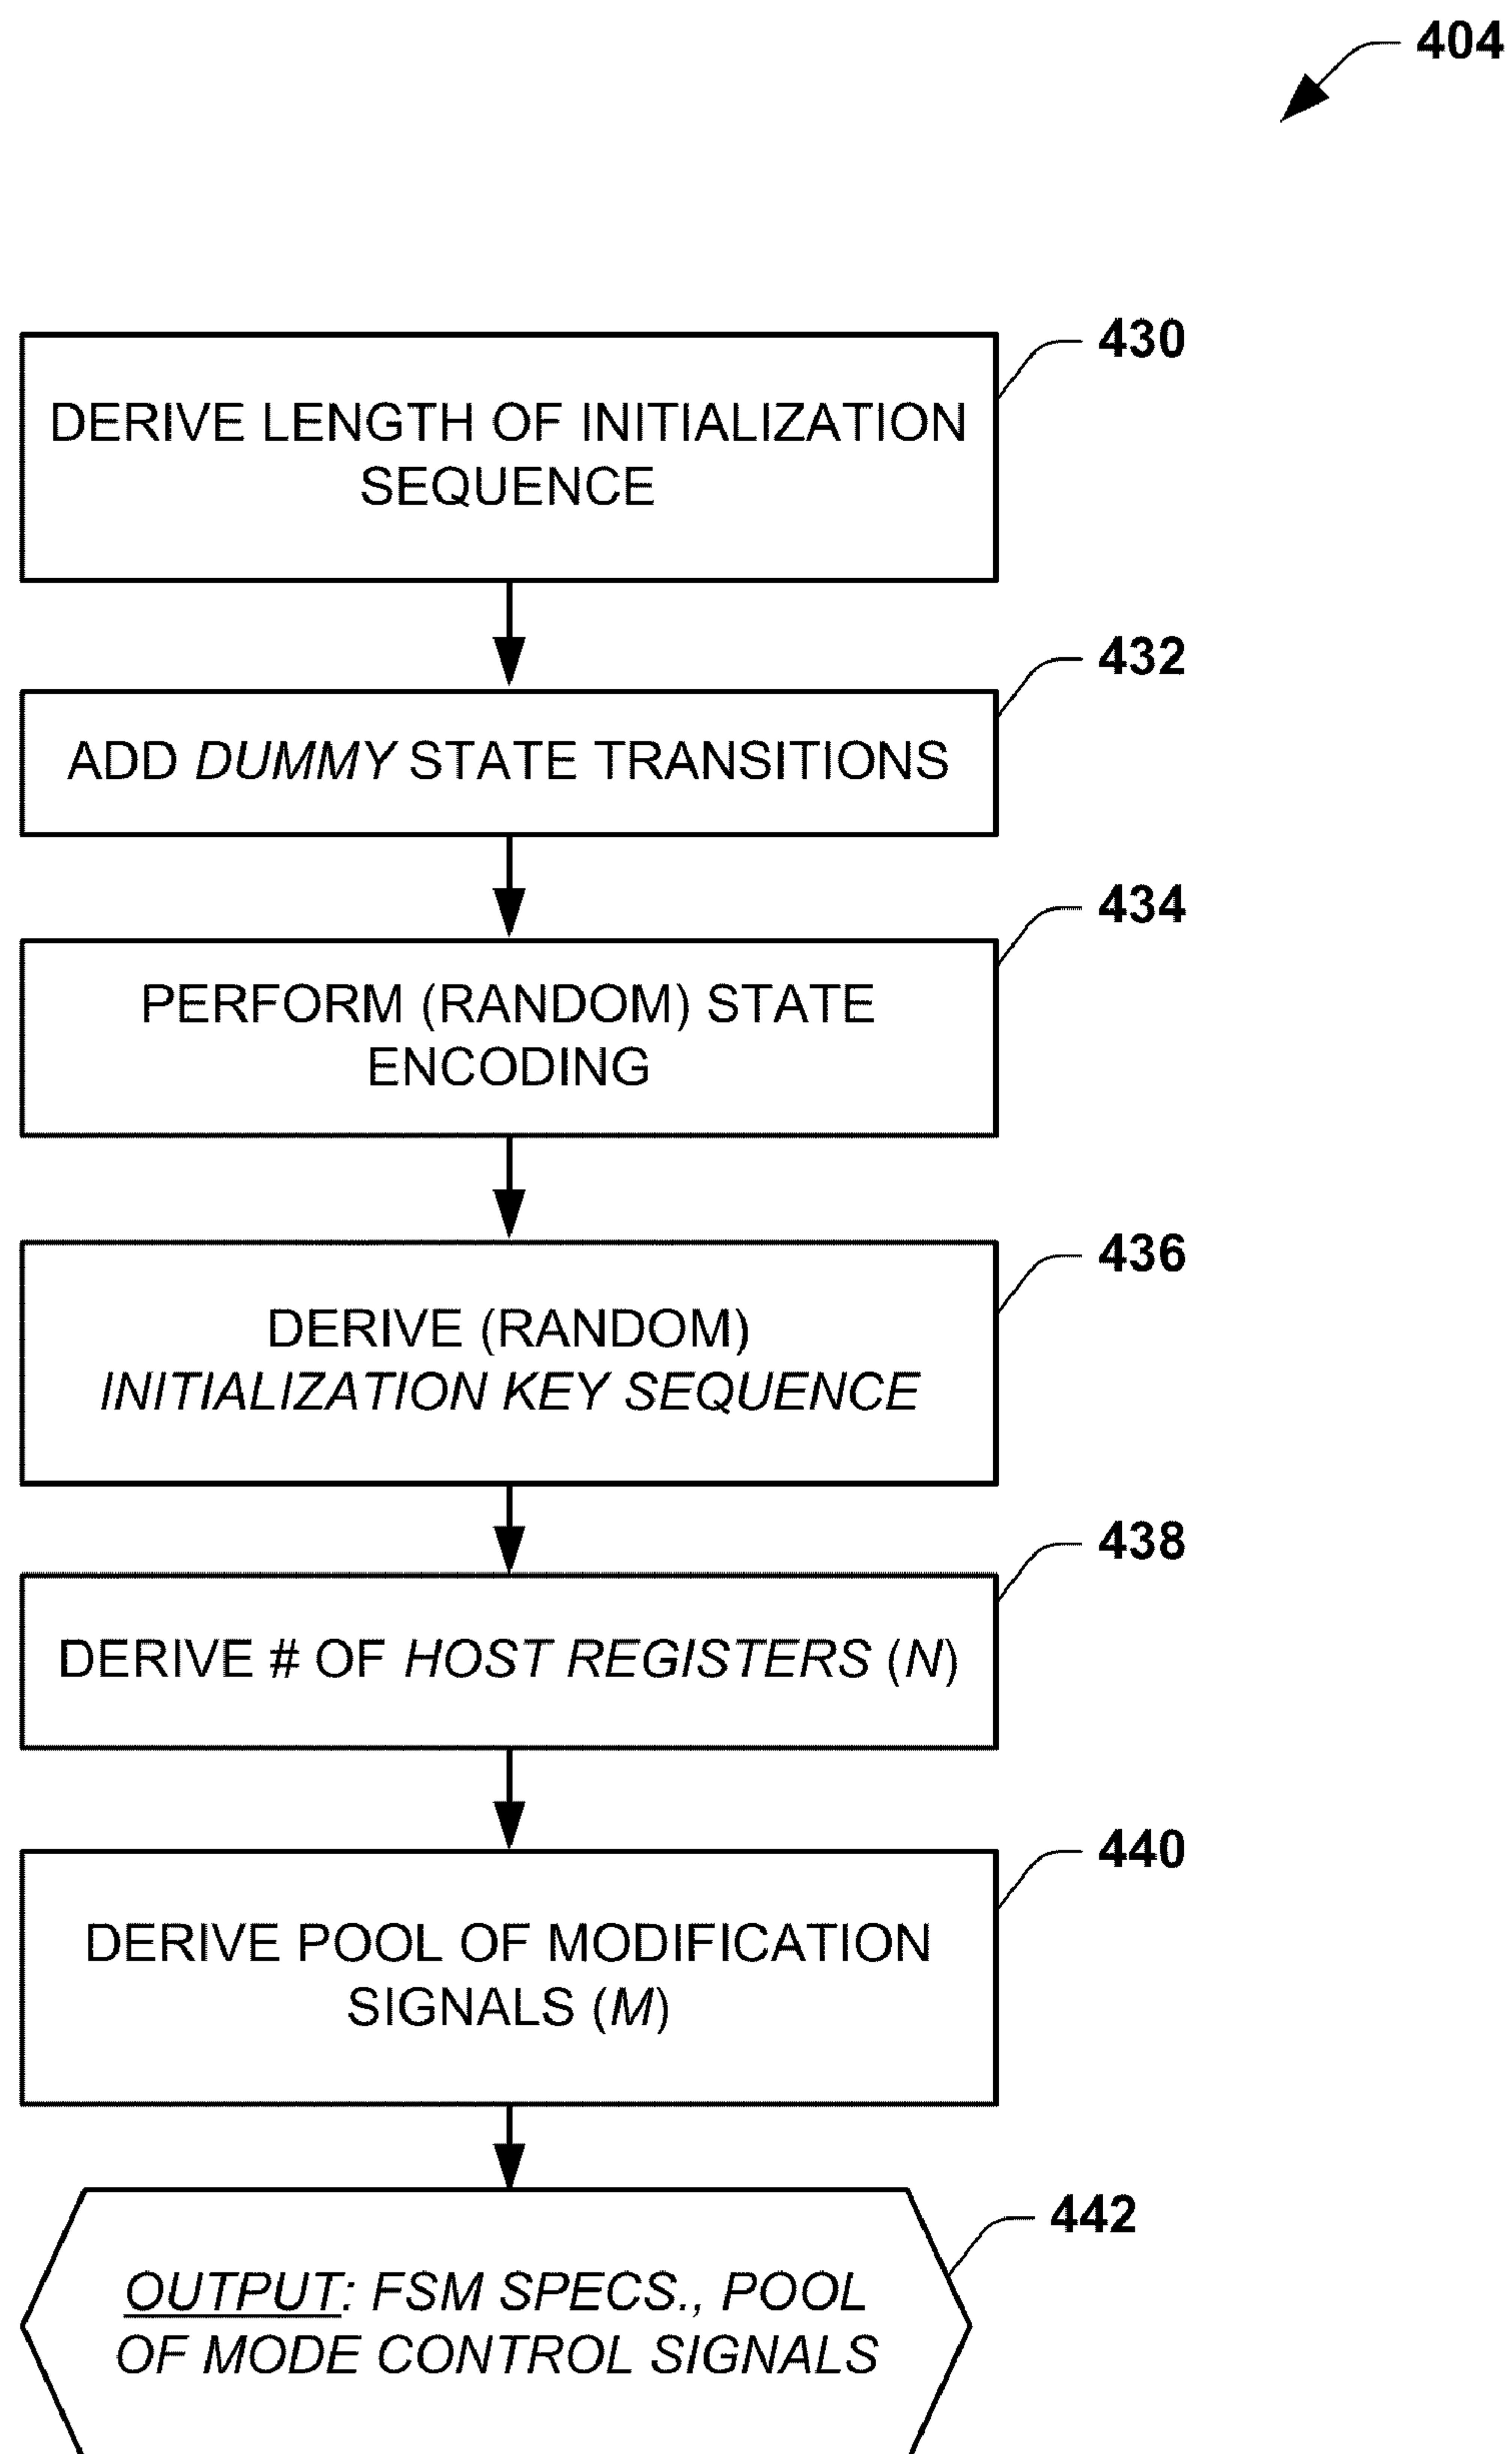 404
430
DERIVE LENGTH OF INITIALIZATION
SEQUENCE
432
ADD DUMMY STATE TRANSITIONS
434
PERFORM (RANDOM) STATE
ENCODING
436
DERIVE (RANDOM)
INITIALIZATION KEY SEQUENCE
438
DERIVE # OF HOST REGISTERS (N)
440
DERIVE POOL OF MODIFICATION
SIGNALS (M)
442
OUTPUT: FSM SPECS., POOL
OF MODE CONTROL SIGNALS